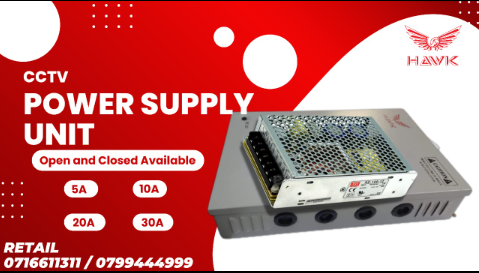 HAWK
CCTV
POWER SUPPLY
UNIT
Open and Closed Available
5A
10A
20A
30A
RETAIL
0716611311 / 0799444999